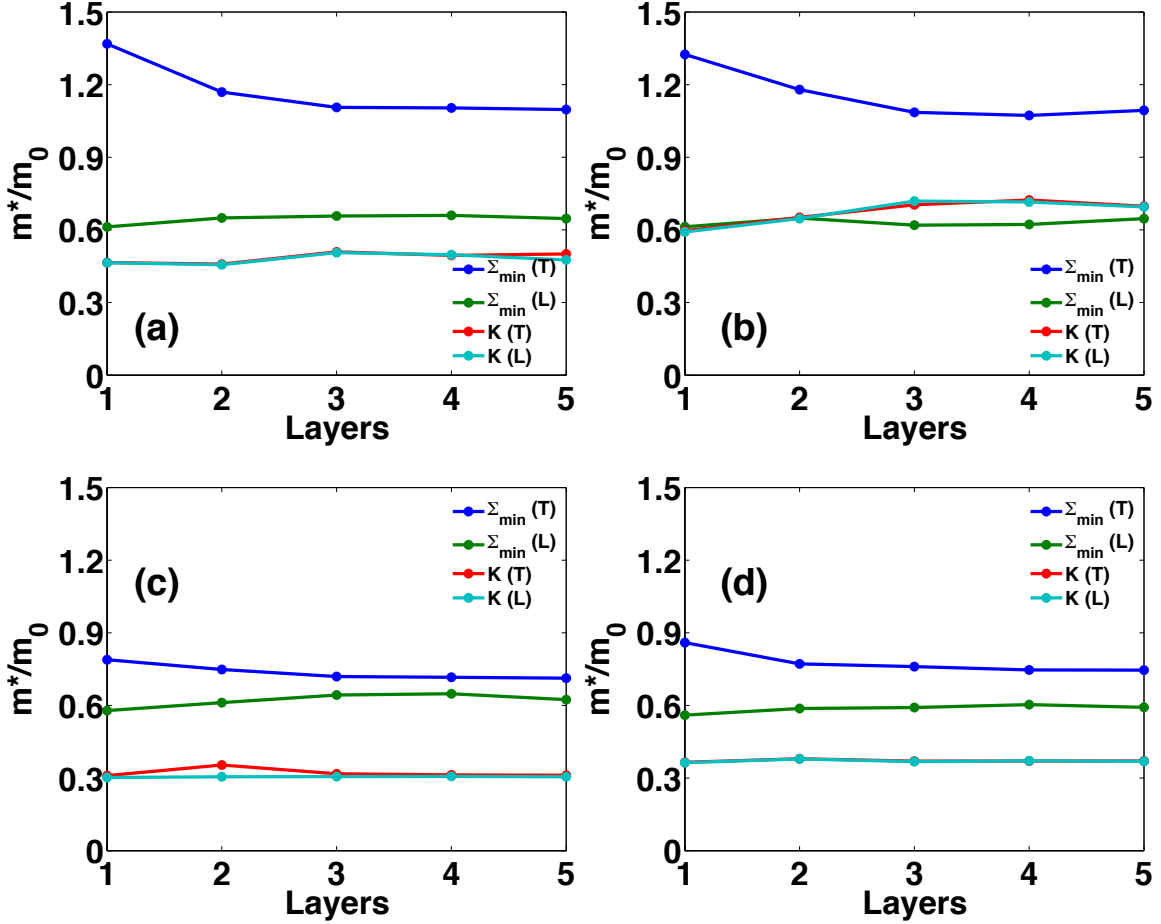 1.5
1.2
0.9
0.6
0.3
0
m*/m0
1 2 3 4 5
Layers
(a)
Σmin (T)
Σmin (L)
K (T)
K (L)
1.5
1.2
0.9
0.6
0.3
0
m*/m0
1 2 3 4 5
Layers
(b)
Σmin (T)
Σmin (L)
K (T)
K (L)
1.5
1.2
0.9
0.6
0.3
0
m*/m0
1 2 3 4 5
Layers
(c)
Σmin (T)
Σmin (L)
K (T)
K (L)
1.5
1.2
0.9
0.6
0.3
0
m*/m0
1 2 3 4 5
Layers
(d)
Σmin (T)
Σmin (L)
K (T)
K (L)